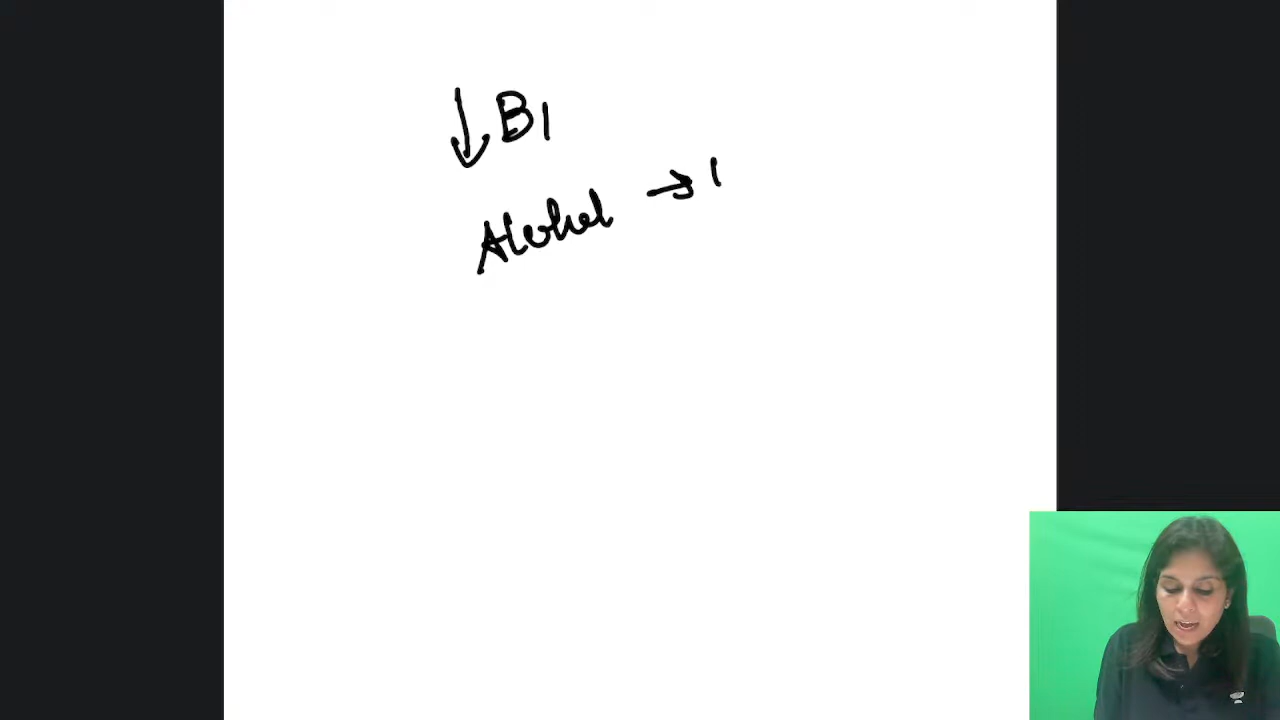 ↓ B1
Alcohol →